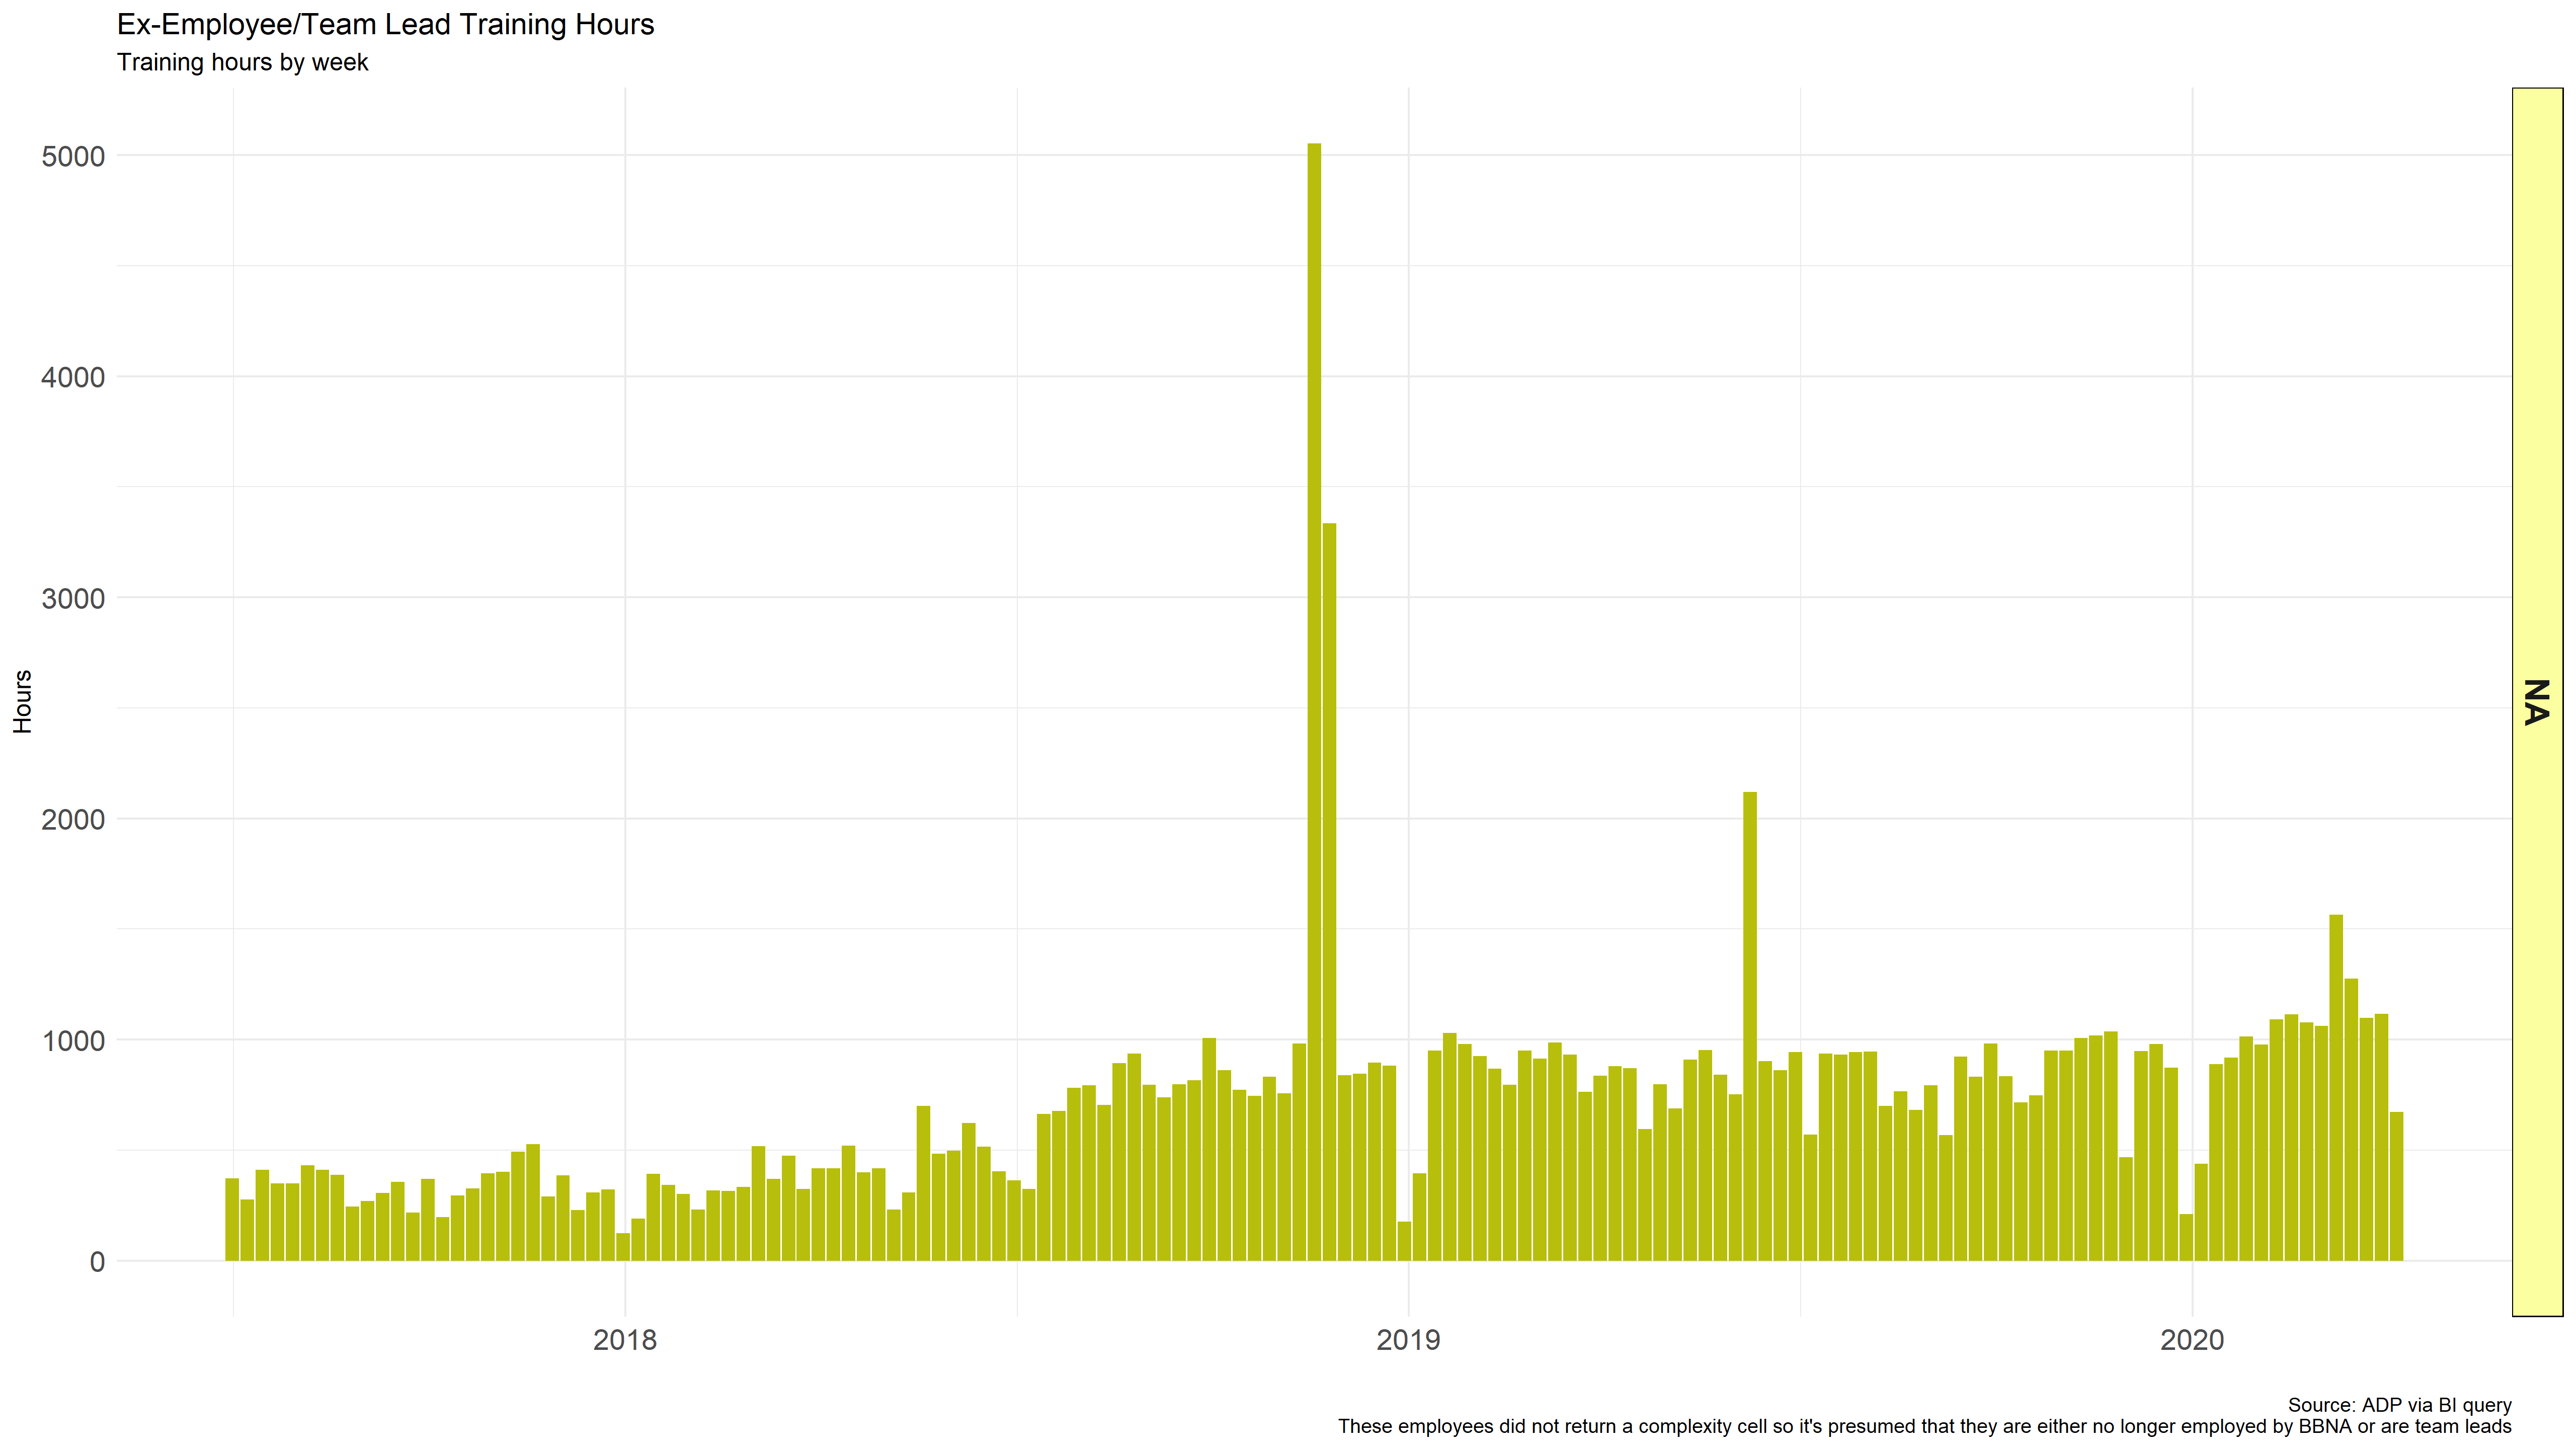 Ex-Employee/Team Lead Training Hours
Training hours by week
5000
4000
3000
2000
1000
0
Hours
NA
2018
2019
2020
Source: ADP via BI query
These employees did not return a complexity cell so it's presumed that they are either no longer employed by BBNA or are team leads